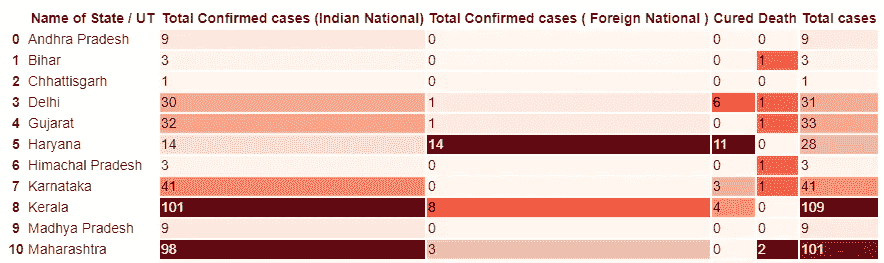 Name of State / UT Total Confirmed cases (Indian National) Total Confirmed cases ( Foreign National ) Cured Death Total cases
0 Andhra Pradesh 9 0 0 0 9
1 Bihar 3 0 0 1 3
2 Chhattisgarh 1 0 0 0 1
3 Delhi 30 1 6 1 31
4 Gujarat 32 1 0 1 33
5 Haryana 14 14 11 0 28
6 Himachal Pradesh 3 0 0 1 3
7 Karnataka 41 0 3 1 41
8 Kerala 101 8 4 0 109
9 Madhya Pradesh 9 0 0 0 9
10 Maharashtra 98 3 0 2 101